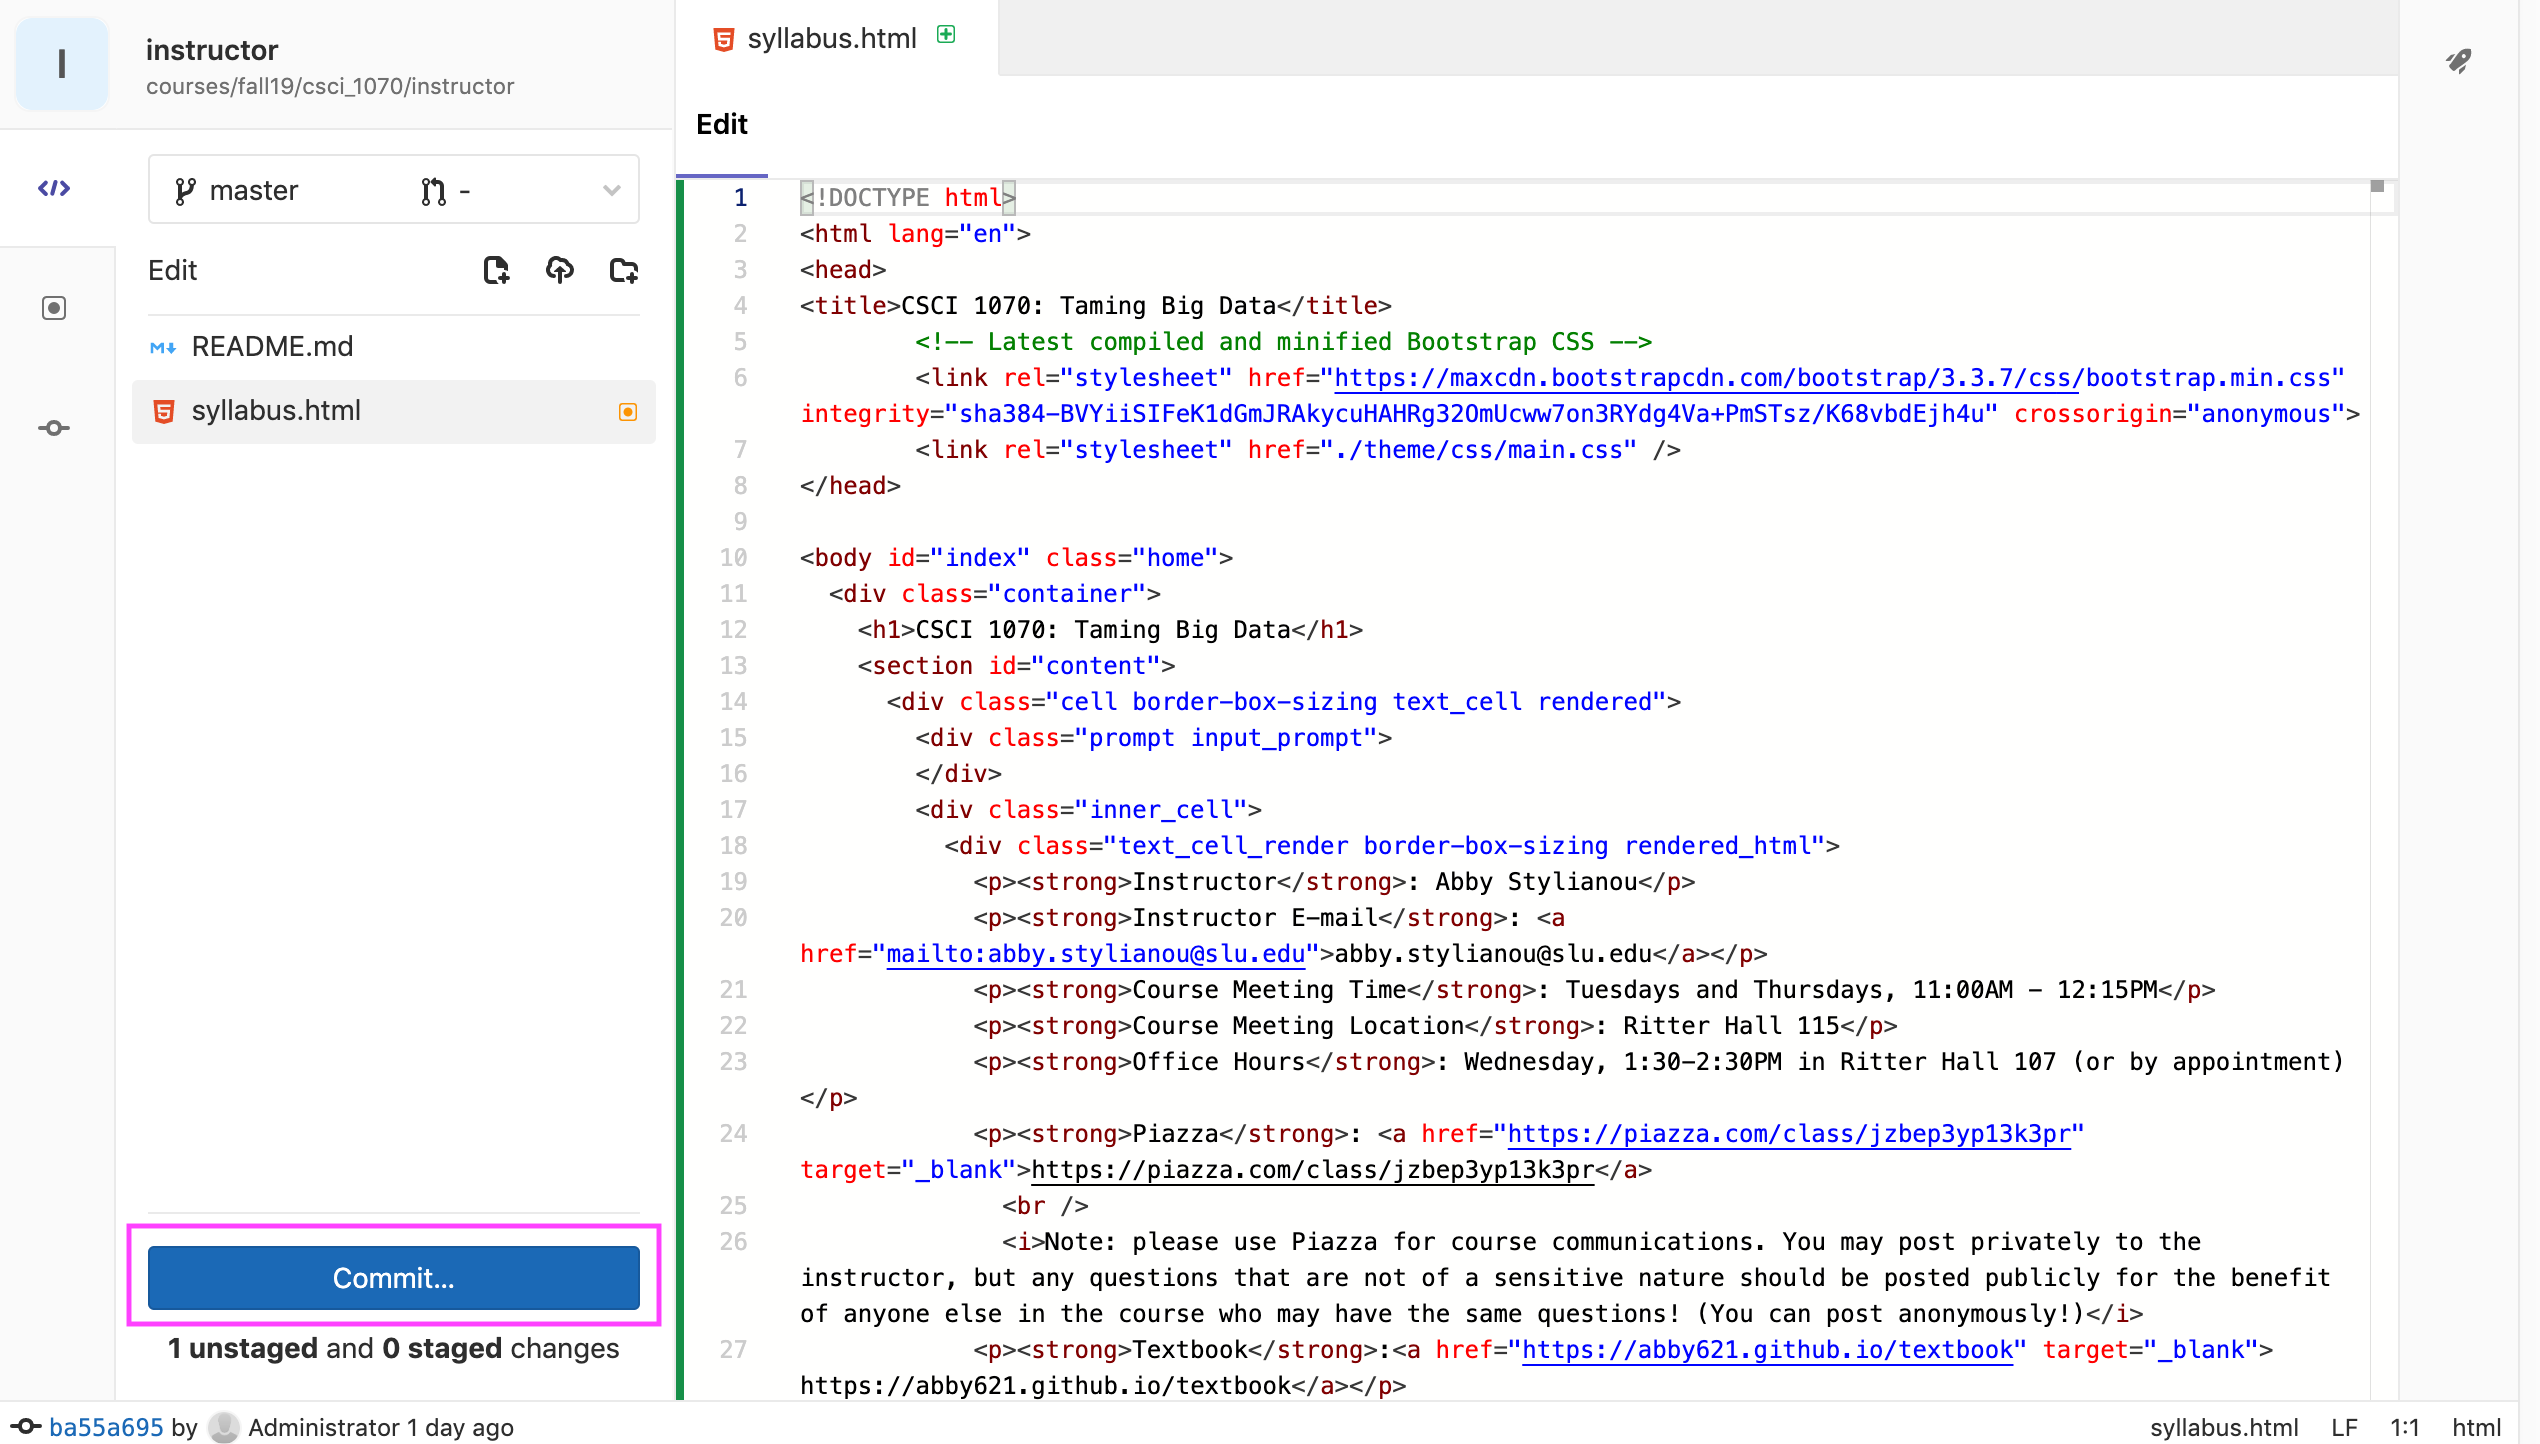 I
instructor
courses/fall19/csci_1070/instructor
master
-
Edit
README.md
syllabus.html
Commit...
1 unstaged and 0 staged changes
syllabus.html
Edit
1 <!DOCTYPE html>
2 <html lang="en">
3 <head>
4 <title>CSCI 1070: Taming Big Data</title>
5 <!-- Latest compiled and minified Bootstrap CSS -->
6 <link rel="stylesheet" href="https://maxcdn.bootstrapcdn.com/bootstrap/3.3.7/css/bootstrap.min.css"
integrity="sha384-BVYiiSIFeK1dGmJRAkycuHAHRg32OmUcww7on3RYdg4Va+PmSTsz/K68vbdEjh4u" crossorigin="anonymous">
7 <link rel="stylesheet" href="./theme/css/main.css" />
8 </head>
9
10 <body id="index" class="home">
11 <div class="container">
12 <h1>CSCI 1070: Taming Big Data</h1>
13 <section id="content">
14 <div class="cell border-box-sizing text_cell rendered">
15 <div class="prompt input_prompt">
16 </div>
17 <div class="inner_cell">
18 <div class="text_cell_render border-box-sizing rendered_html">
19 <p><strong>Instructor</strong>: Abby Stylianou</p>
20 <p><strong>Instructor E-mail</strong>: <a
href="mailto:abby.stylianou@slu.edu">abby.stylianou@slu.edu</a></p>
21 <p><strong>Course Meeting Time</strong>: Tuesdays and Thursdays, 11:00AM - 12:15PM</p>
22 <p><strong>Course Meeting Location</strong>: Ritter Hall 115</p>
23 <p><strong>Office Hours</strong>: Wednesday, 1:30-2:30PM in Ritter Hall 107 (or by appointment)
</p>
24 <p><strong>Piazza</strong>: <a href="https://piazza.com/class/jzbep3yp13k3pr"
target="_blank">https://piazza.com/class/jzbep3yp13k3pr</a>
25 <br />
26 <i>Note: please use Piazza for course communications. You may post privately to the
instructor, but any questions that are not of a sensitive nature should be posted publicly for the benefit
of anyone else in the course who may have the same questions! (You can post anonymously!)</i>
27 <p><strong>Textbook</strong>:<a href="https://abby621.github.io/textbook" target="_blank">
https://abby621.github.io/textbook</a></p>
ba55a695 by Administrator 1 day ago
syllabus.html LF 1:1 html